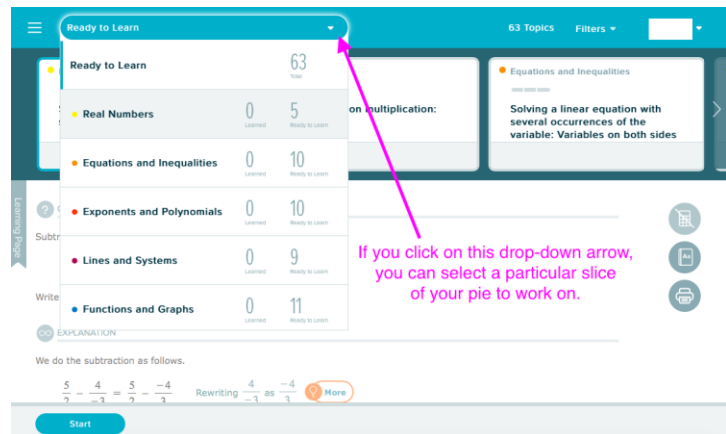 Ready to Learn
63 Topics
Filters
Ready to Learn
63
Total
Real Numbers
0
Learned
5
Ready to Learn
Equations and Inequalities
0
Learned
10
Ready to Learn
Exponents and Polynomials
0
Learned
10
Ready to Learn
Lines and Systems
0
Learned
9
Ready to Learn
Functions and Graphs
0
Learned
11
Ready to Learn
on multiplication:
Equations and Inequalities
Solving a linear equation with
several occurrences of the
variable: Variables on both sides
Learning Page
?
Subtr
Write
If you click on this drop-down arrow,
you can select a particular slice
of your pie to work on.
Aa
EXPLANATION
We do the subtraction as follows.
5/2 - 4/-3 = 5/2 - -4/3 Rewriting 4/-3 as -4/3
More
Start